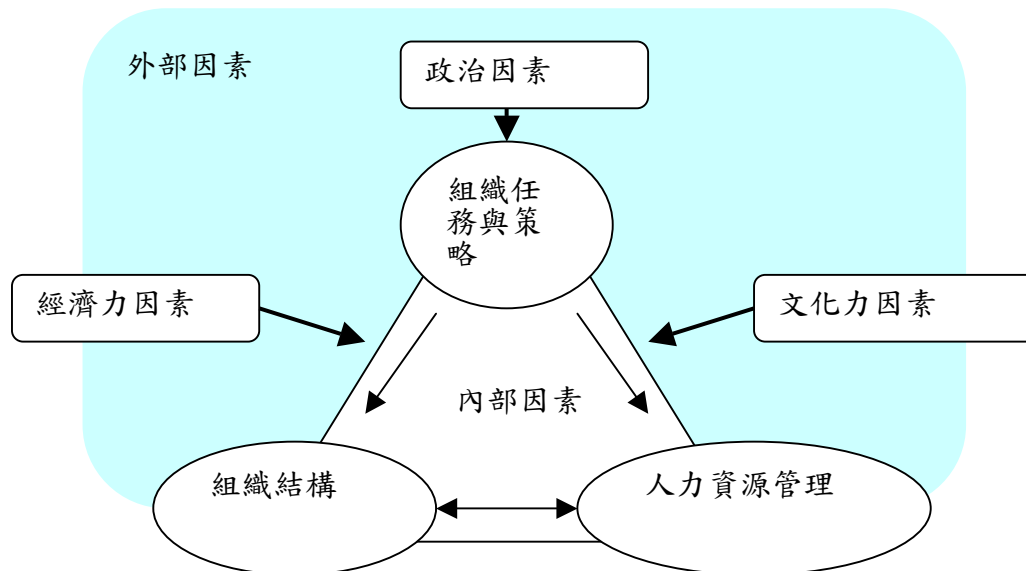 外部因素
政治因素
組織任
務與策
略
經濟力因素
文化力因素
內部因素
組織結構
人力資源管理